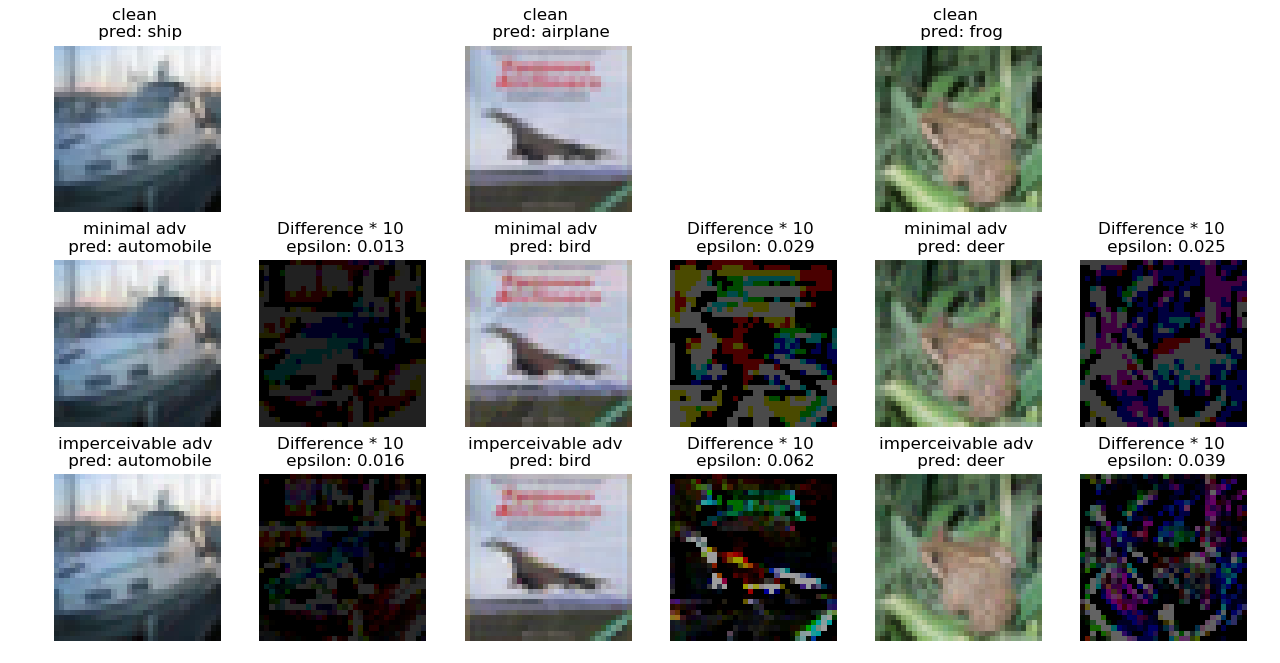 clean
pred: ship
clean
pred: airplane
clean
pred: frog
minimal adv
pred: automobile
Difference * 10
epsilon: 0.013
minimal adv
pred: bird
Difference * 10
epsilon: 0.029
minimal adv
pred: deer
Difference * 10
epsilon: 0.025
imperceivable adv
pred: automobile
Difference * 10
epsilon: 0.016
imperceivable adv
pred: bird
Difference * 10
epsilon: 0.062
imperceivable adv
pred: deer
Difference * 10
epsilon: 0.039